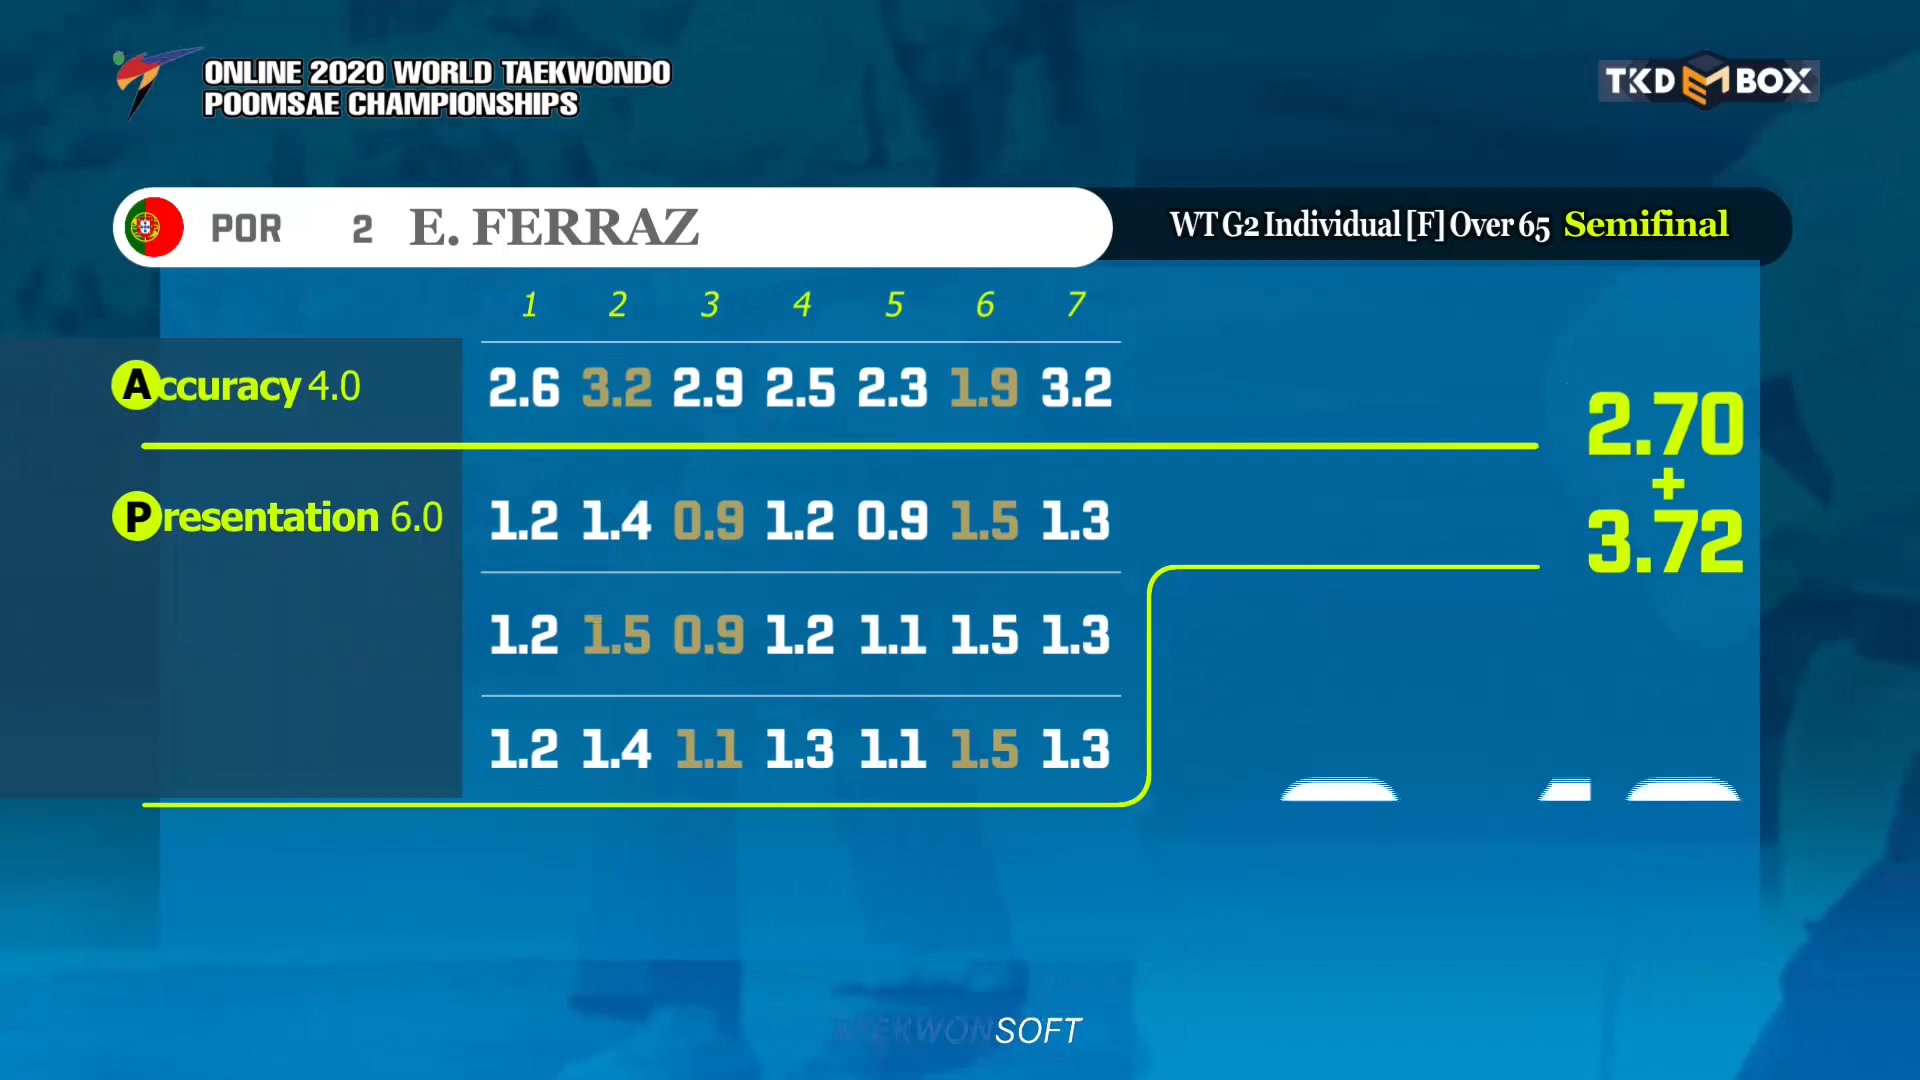 ONLINE 2020 WORLD TAEKWONDO
POOMSAE CHAMPIONSHIPS
TKD BOX
POR 2 E. FERRAZ
WT G2 Individual [F] Over 65 Semifinal
1 2 3 4 5 6 7
Accuracy 4.0 2.6 3.2 2.9 2.5 2.3 1.9 3.2
2.70
+
3.72
Presentation 6.0 1.2 1.4 0.9 1.2 0.9 1.5 1.3
1.2 1.5 0.9 1.2 1.1 1.5 1.3
1.2 1.4 1.1 1.3 1.1 1.5 1.3
TAEKWONSOFT